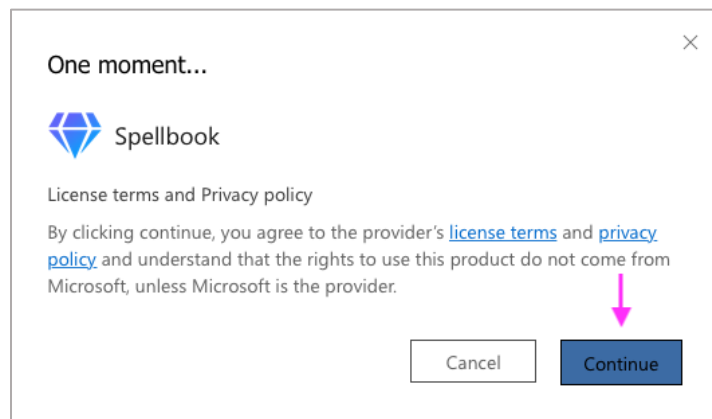 One moment...
Spellbook
License terms and Privacy policy
By clicking continue, you agree to the provider's license terms and privacy
policy and understand that the rights to use this product do not come from
Microsoft, unless Microsoft is the provider.
Cancel
Continue